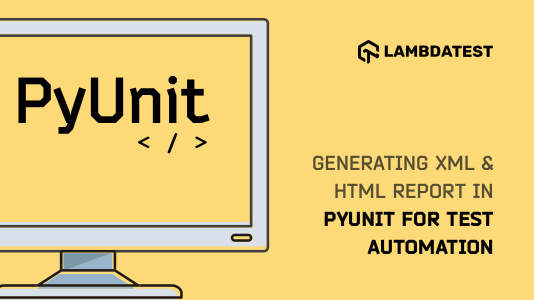 LAMBDATEST
PyUnit
< / >
GENERATING XML &
HTML REPORT IN
PYUNIT FOR TEST
AUTOMATION